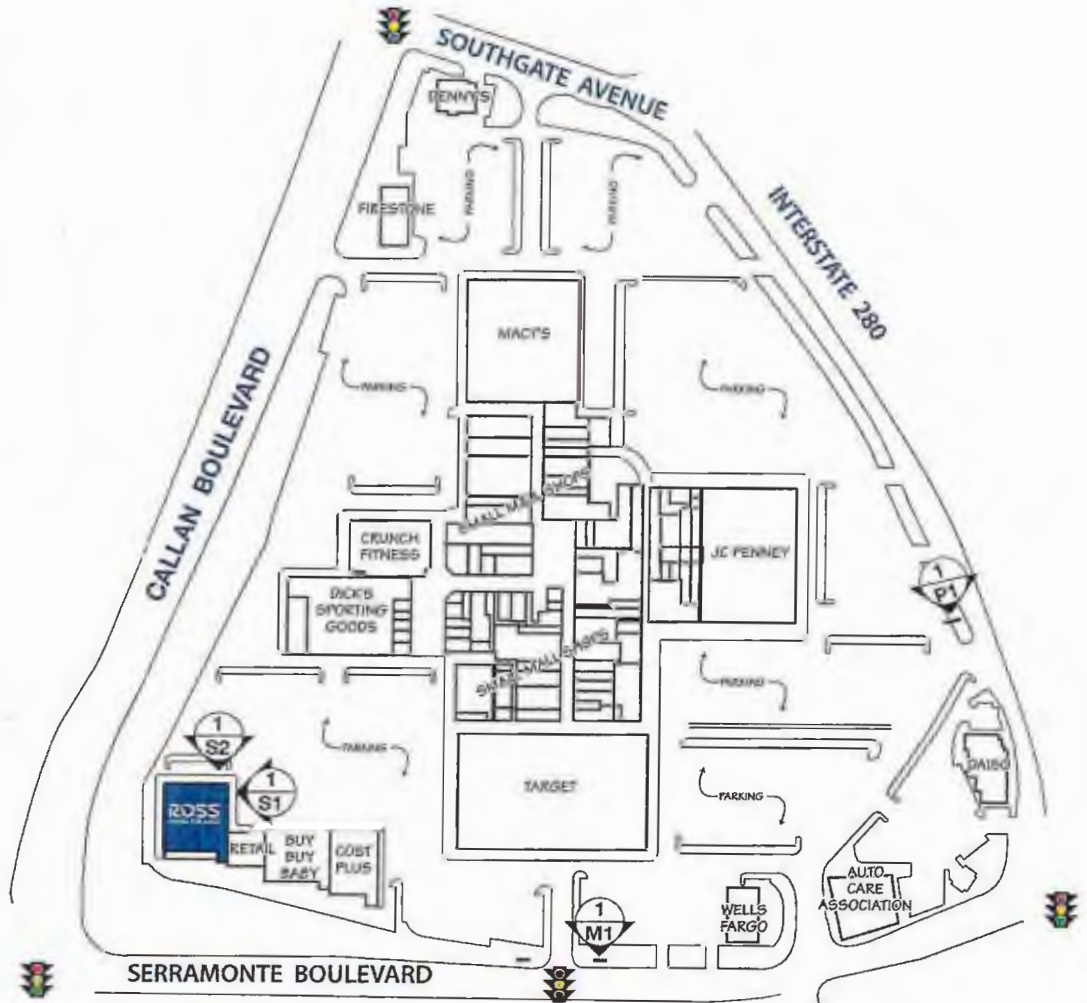 SOUTHGATE AVENUE
DENNY'S
PARKING
PARKING
FIRESTONE
INTERSTATE 280
MACY'S
CALLAN BOULEVARD
PARKING
PARKING
SMALL MALL SHOPS
CRUNCH
FITNESS
JC PENNEY
DICK'S
SPORTING
GOODS
1
P1
SMALL MALL SHOPS
PARKING
1
S2
PARKING
DAISO
1
S1
TARGET
PARKING
ROSS
RETAIL
BUY
BUY
BABY
COST
PLUS
AUTO
CARE
ASSOCIATION
WELLS
FARGO
1
M1
SERRAMONTE BOULEVARD